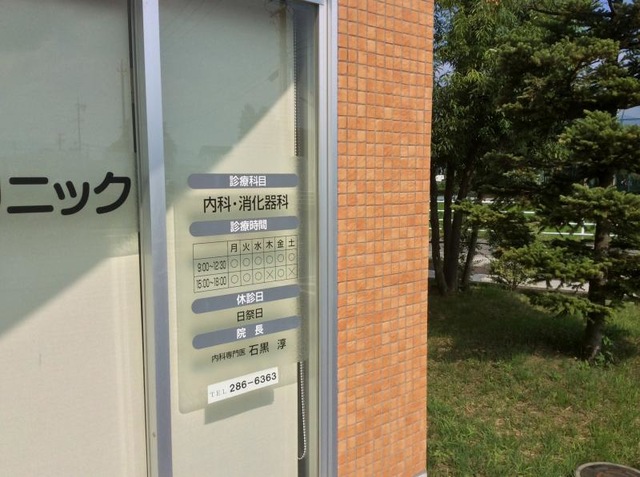 リニック
診療科目
内科・消化器科
診療時間
月 火 水 木 金 土
9:00~12:30 ○ ○ ○ ○ ○ ○
15:00~18:00 ○ ○ ○ × ○ ×
休診日
日祭日
院長
内科専門医 石黒 淳
TEL 286-6363